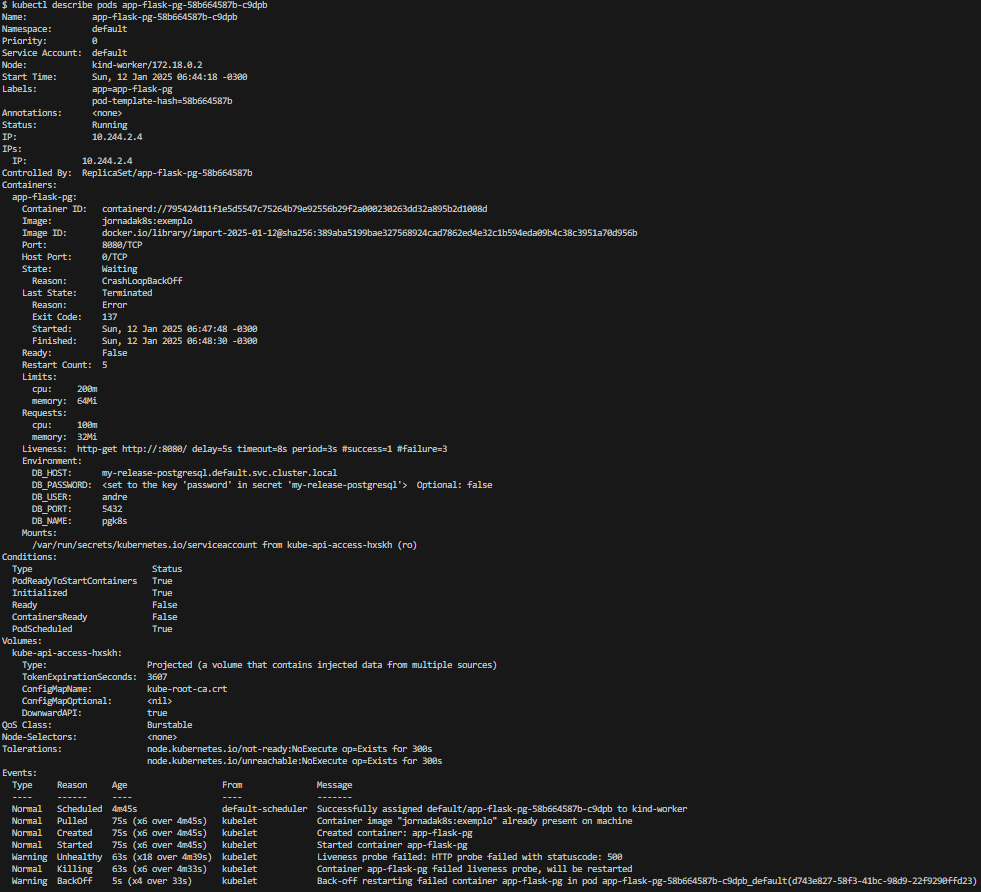 $ kubectl describe pods app-flask-pg-58b664587b-c9dpb
Name:             app-flask-pg-58b664587b-c9dpb
Namespace:        default
Priority:         0
Service Account:  default
Node:             kind-worker/172.18.0.2
Start Time:       Sun, 12 Jan 2025 06:44:18 -0300
Labels:           app=app-flask-pg
                  pod-template-hash=58b664587b
Annotations:      <none>
Status:           Running
IP:               10.244.2.4
IPs:
  IP:           10.244.2.4
Controlled By:  ReplicaSet/app-flask-pg-58b664587b
Containers:
  app-flask-pg:
    Container ID:   containerd://795424d11f1e5d5547c75264b79e92556b29f2a000230263dd32a895b2d1008d
    Image:          jornadak8s:exemplo
    Image ID:       docker.io/library/import-2025-01-12@sha256:389aba5199bae327568924cad7862ed4e32c1b594eda09b4c38c3951a70d956b
    Port:           8080/TCP
    Host Port:      0/TCP
    State:          Waiting
      Reason:       CrashLoopBackOff
    Last State:     Terminated
      Reason:       Error
      Exit Code:    137
      Started:      Sun, 12 Jan 2025 06:47:48 -0300
      Finished:     Sun, 12 Jan 2025 06:48:30 -0300
    Ready:          False
    Restart Count:  5
    Limits:
      cpu:     200m
      memory:  64Mi
    Requests:
      cpu:     100m
      memory:  32Mi
    Liveness:  http-get http://:8080/ delay=5s timeout=8s period=3s #success=1 #failure=3
    Environment:
      DB_HOST:      my-release-postgresql.default.svc.cluster.local
      DB_PASSWORD:  <set to the key 'password' in secret 'my-release-postgresql'>  Optional: false
      DB_USER:      andre
      DB_PORT:      5432
      DB_NAME:      pgk8s
    Mounts:
      /var/run/secrets/kubernetes.io/serviceaccount from kube-api-access-hxskh (ro)
Conditions:
  Type                        Status
  PodReadyToStartContainers   True
  Initialized                 True
  Ready                       False
  ContainersReady             False
  PodScheduled                True
Volumes:
  kube-api-access-hxskh:
    Type:                    Projected (a volume that contains injected data from multiple sources)
    TokenExpirationSeconds:  3607
    ConfigMapName:           kube-root-ca.crt
    ConfigMapOptional:       <nil>
    DownwardAPI:             true
QoS Class:                   Burstable
Node-Selectors:              <none>
Tolerations:                 node.kubernetes.io/not-ready:NoExecute op=Exists for 300s
                             node.kubernetes.io/unreachable:NoExecute op=Exists for 300s
Events:
  Type     Reason     Age                   From               Message
  ----     ------     ----                  ----               -------
  Normal   Scheduled  4m45s                 default-scheduler  Successfully assigned default/app-flask-pg-58b664587b-c9dpb to kind-worker
  Normal   Pulled     75s (x6 over 4m45s)   kubelet            Container image "jornadak8s:exemplo" already present on machine
  Normal   Created    75s (x6 over 4m45s)   kubelet            Created container: app-flask-pg
  Normal   Started    75s (x6 over 4m45s)   kubelet            Started container app-flask-pg
  Warning  Unhealthy  63s (x18 over 4m39s)  kubelet            Liveness probe failed: HTTP probe failed with statuscode: 500
  Normal   Killing    63s (x6 over 4m33s)   kubelet            Container app-flask-pg failed liveness probe, will be restarted
  Warning  BackOff    5s (x4 over 33s)      kubelet            Back-off restarting failed container app-flask-pg in pod app-flask-pg-58b664587b-c9dpb_default(d743e827-58f3-41bc-98d9-22f9290ffd23)